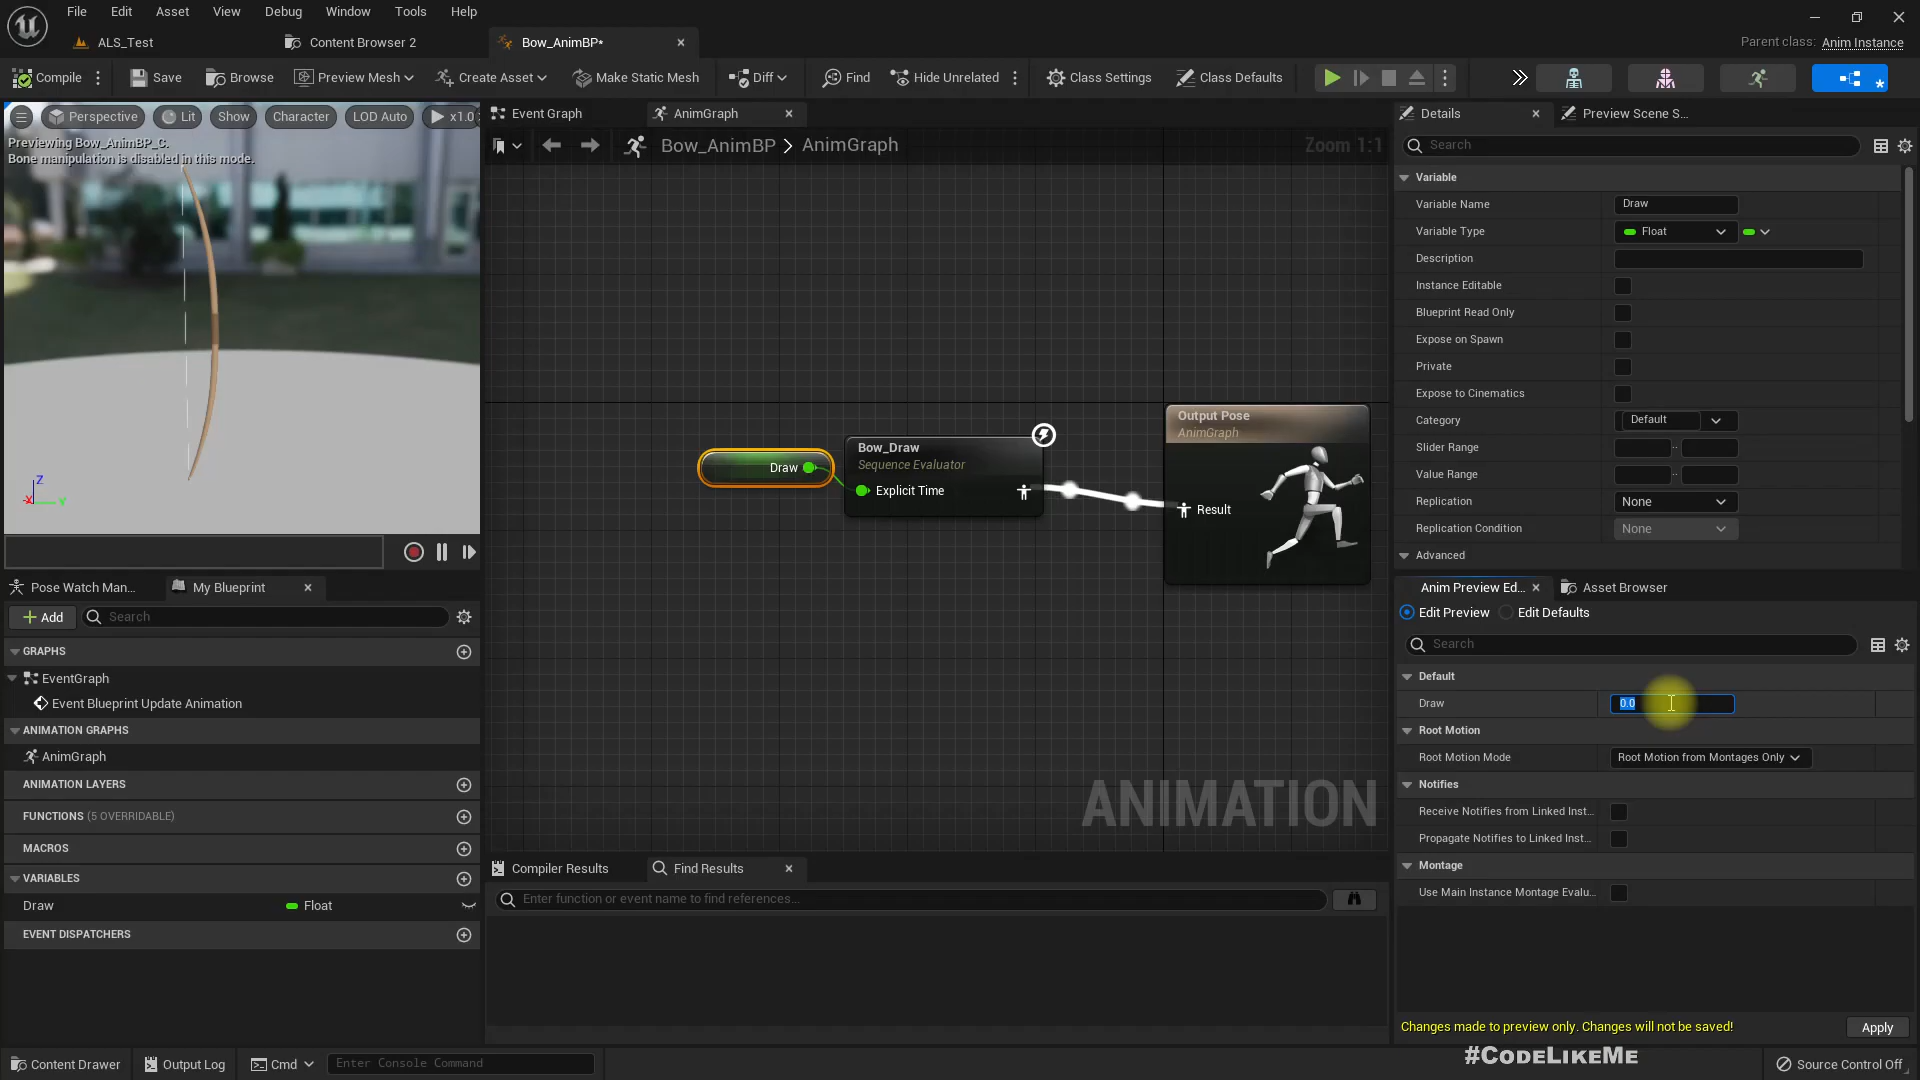 File Edit Asset View Debug Window Tools Help
ALS_Test
Content Browser 2
Bow_AnimBP*
Parent class: Anim Instance
Compile
Save
Browse
Preview Mesh
Create Asset
Make Static Mesh
Diff
Find
Hide Unrelated
Class Settings
Class Defaults
Perspective
Lit
Show
Character
LOD Auto
x1.0
Previewing Bow_AnimBP_C.
Bone manipulation is disabled in this mode.
Z
X
Y
Event Graph
AnimGraph
Bow_AnimBP > AnimGraph
Zoom 1:1
Draw
Bow_Draw
Sequence Evaluator
Explicit Time
Output Pose
AnimGraph
Result
ANIMATION
Details
Preview Scene S...
Search
Variable
Variable Name
Draw
Variable Type
Float
Description
Instance Editable
Blueprint Read Only
Expose on Spawn
Private
Expose to Cinematics
Category
Default
Slider Range
..
Value Range
..
Replication
None
Replication Condition
None
Advanced
Pose Watch Man...
My Blueprint
Add
Search
GRAPHS
EventGraph
Event Blueprint Update Animation
ANIMATION GRAPHS
AnimGraph
ANIMATION LAYERS
FUNCTIONS (5 OVERRIDABLE)
MACROS
VARIABLES
Draw
Float
EVENT DISPATCHERS
Compiler Results
Find Results
Enter function or event name to find references...
Anim Preview Ed...
Asset Browser
Edit Preview
Edit Defaults
Search
Default
Draw
0.0
Root Motion
Root Motion Mode
Root Motion from Montages Only
Notifies
Receive Notifies from Linked Inst...
Propagate Notifies to Linked Inst...
Montage
Use Main Instance Montage Evalu...
Changes made to preview only. Changes will not be saved!
Apply
#CodeLikeMe
Content Drawer
Output Log
Cmd
Enter Console Command
Source Control Off